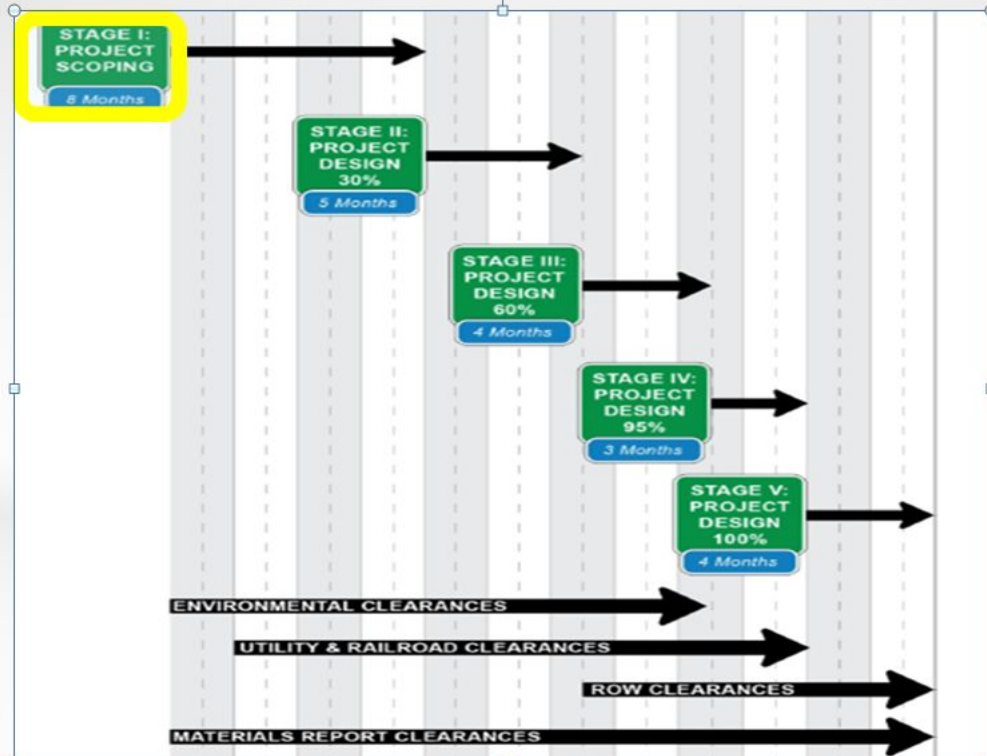 STAGE I:
PROJECT
SCOPING
8 Months
STAGE II:
PROJECT
DESIGN
30%
5 Months
STAGE III:
PROJECT
DESIGN
60%
4 Months
STAGE IV:
PROJECT
DESIGN
95%
3 Months
STAGE V:
PROJECT
DESIGN
100%
4 Months
ENVIRONMENTAL CLEARANCES
UTILITY & RAILROAD CLEARANCES
ROW CLEARANCES
MATERIALS REPORT CLEARANCES